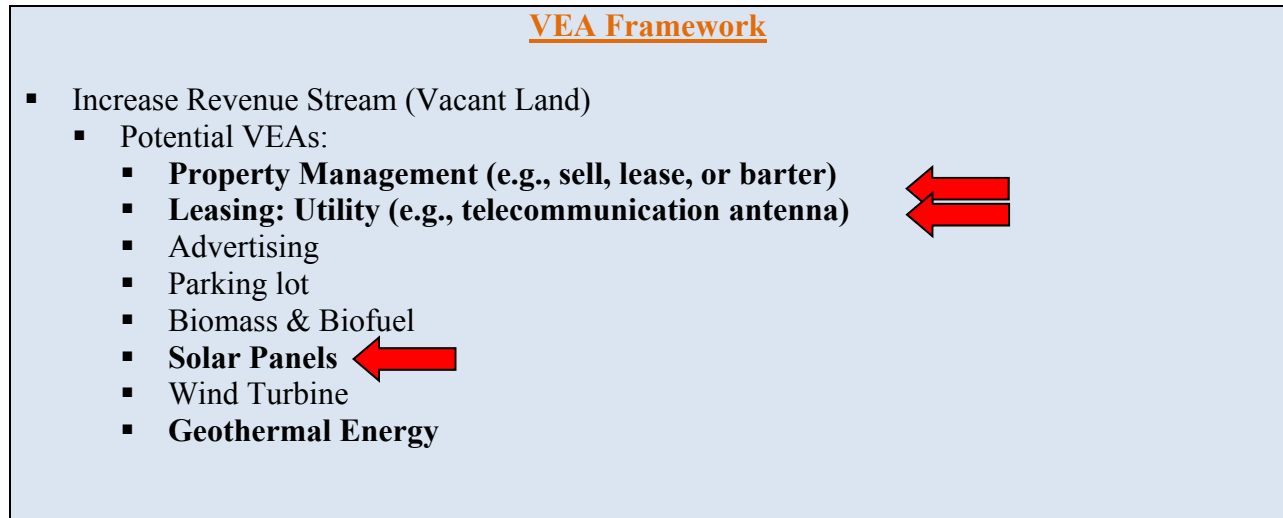 VEA Framework
▪ Increase Revenue Stream (Vacant Land)
▪ Potential VEAs:
▪ Property Management (e.g., sell, lease, or barter)
▪ Leasing: Utility (e.g., telecommunication antenna)
▪ Advertising
▪ Parking lot
▪ Biomass & Biofuel
▪ Solar Panels
▪ Wind Turbine
▪ Geothermal Energy